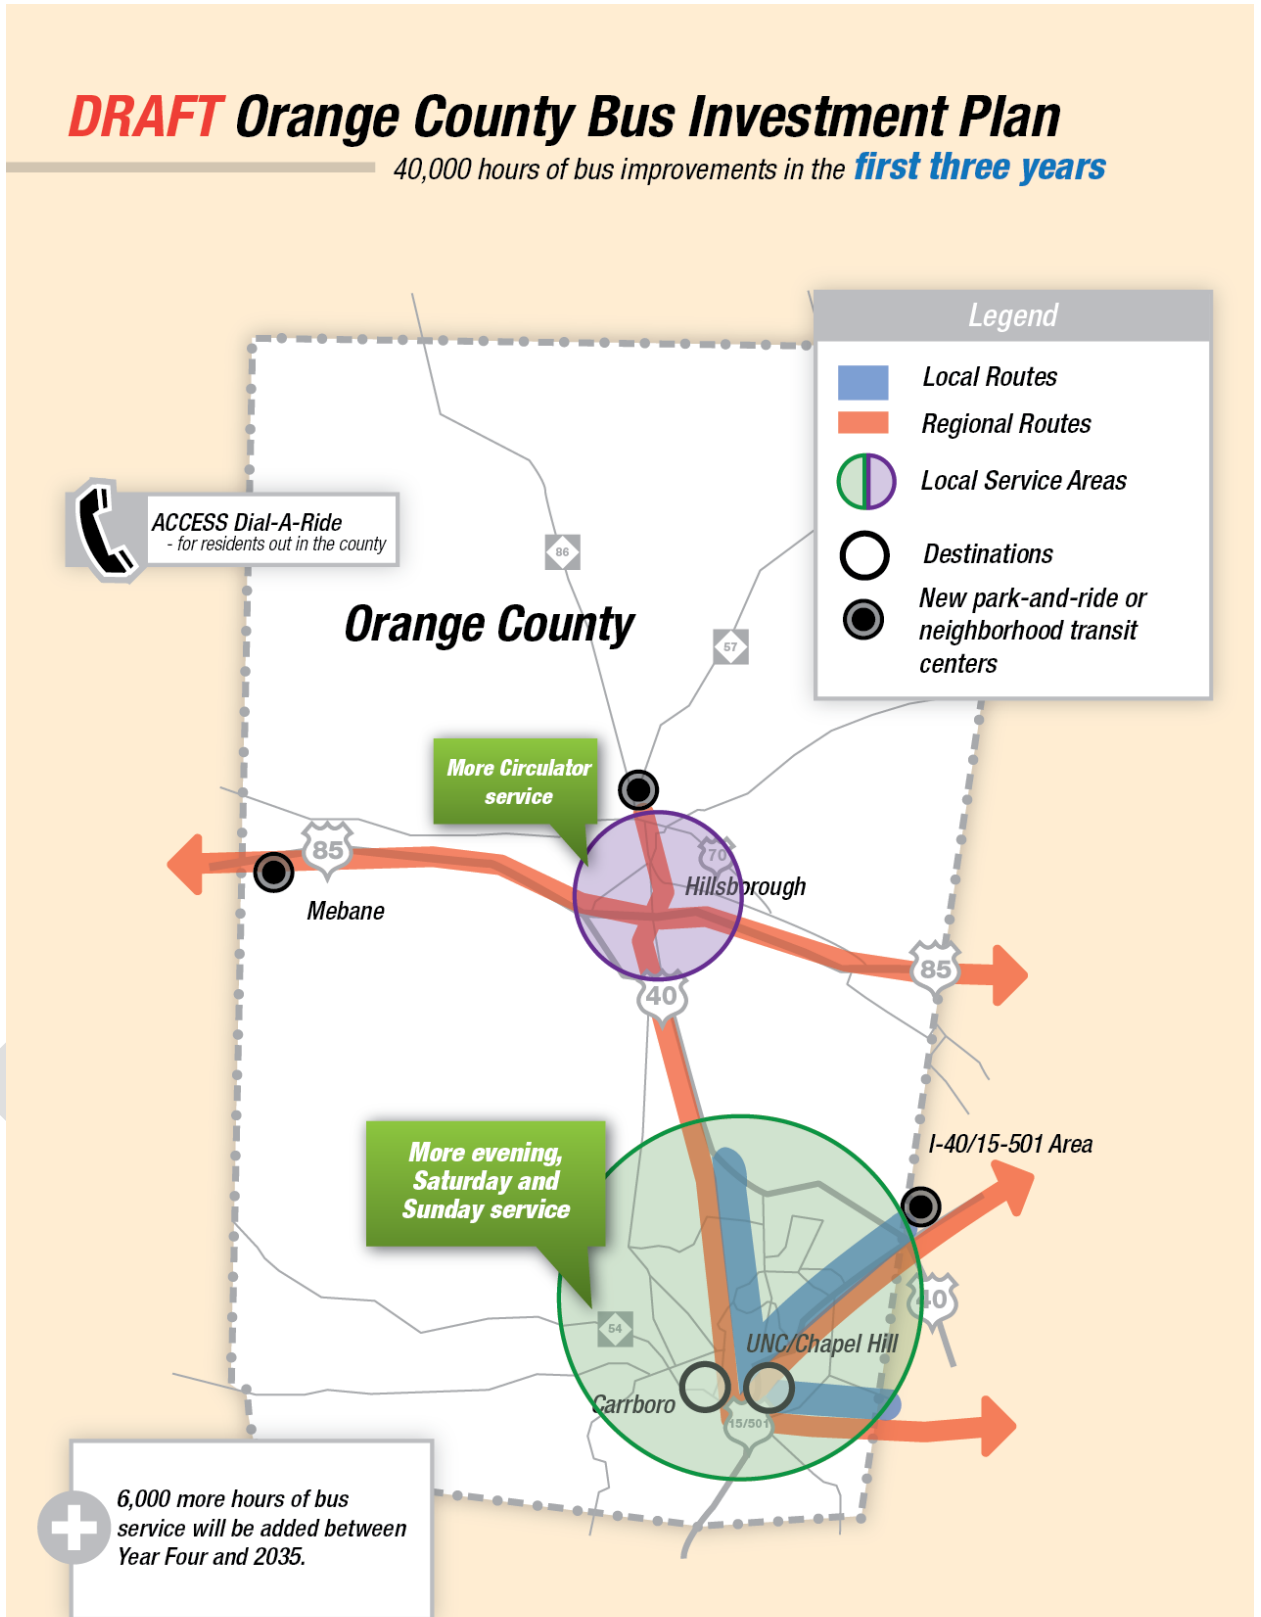 DRAFT Orange County Bus Investment Plan
40,000 hours of bus improvements in the first three years
Legend
Local Routes
Regional Routes
Local Service Areas
Destinations
New park-and-ride or
neighborhood transit
centers
ACCESS Dial-A-Ride
- for residents out in the county
86
Orange County
57
More Circulator
service
85
70
Hillsborough
Mebane
85
40
I-40/15-501 Area
More evening,
Saturday and
Sunday service
40
54
UNC/Chapel Hill
Carrboro
15/501
6,000 more hours of bus
service will be added between
Year Four and 2035.